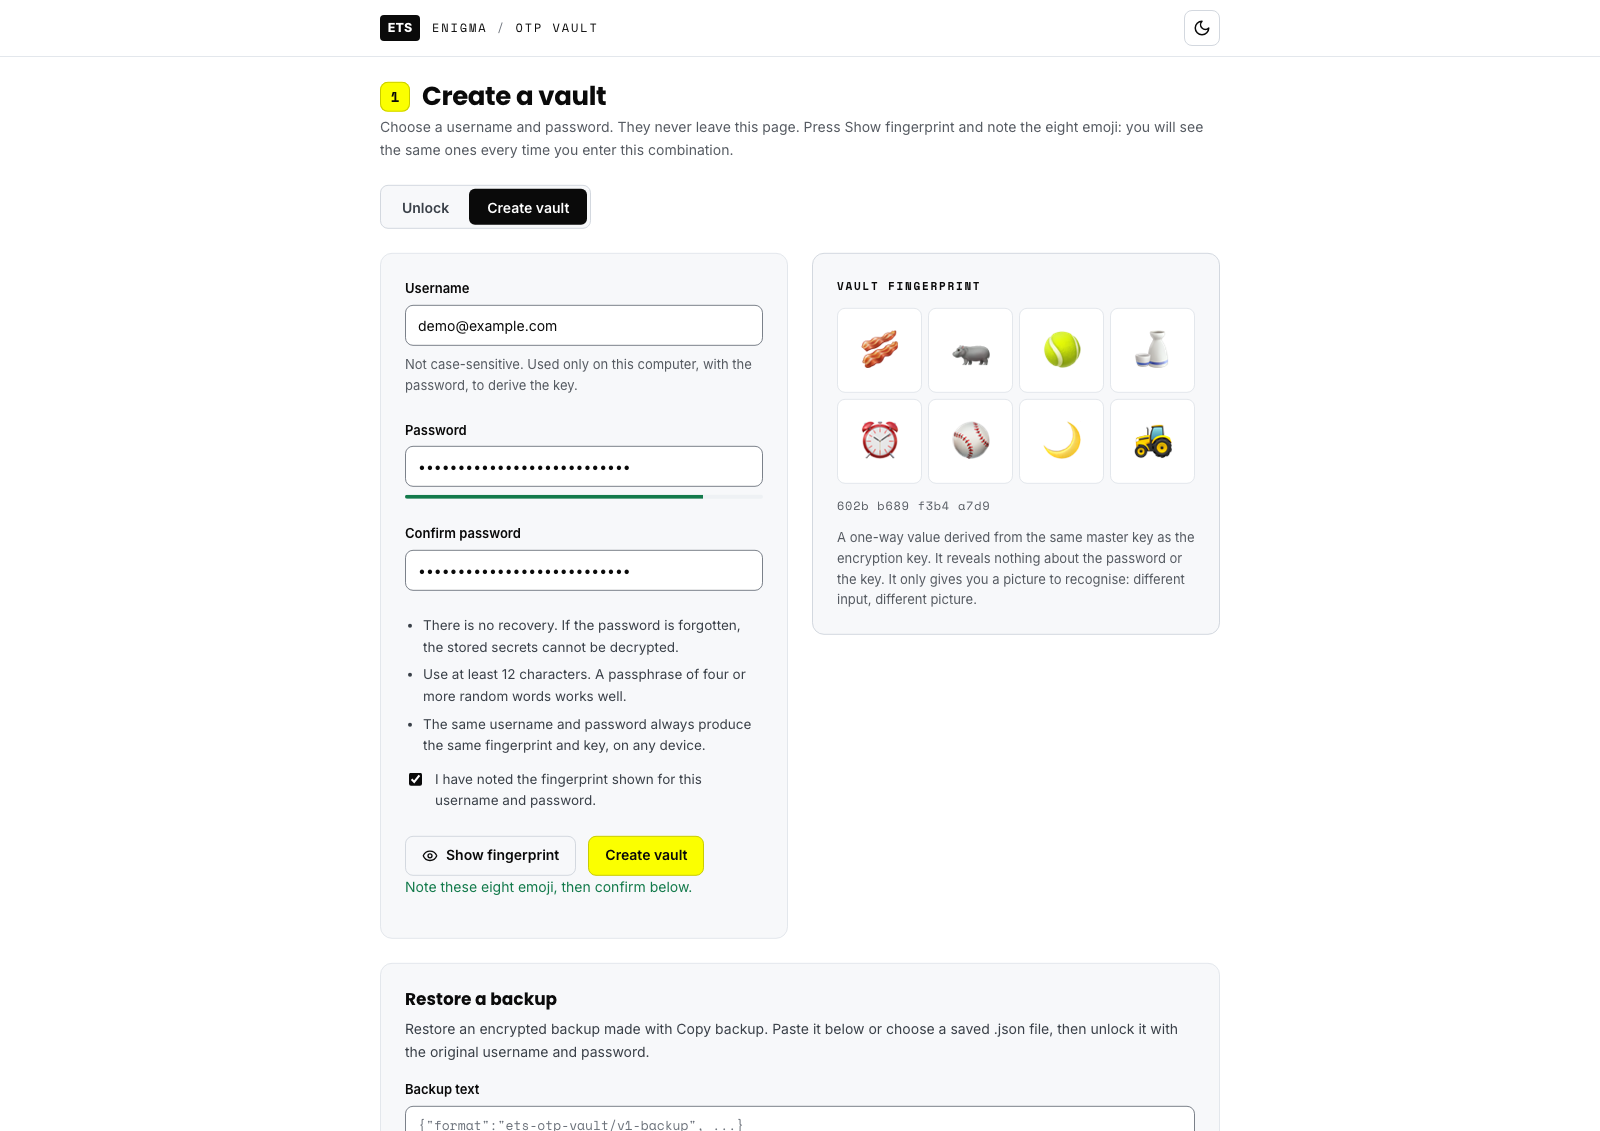 ETS ENIGMA / OTP VAULT
1 Create a vault
Choose a username and password. They never leave this page. Press Show fingerprint and note the eight emoji: you will see
the same ones every time you enter this combination.
Unlock
Create vault
Username
demo@example.com
Not case-sensitive. Used only on this computer, with the
password, to derive the key.
Password
•••••••••••••••••••••••••••
Confirm password
•••••••••••••••••••••••••••
• There is no recovery. If the password is forgotten,
the stored secrets cannot be decrypted.
• Use at least 12 characters. A passphrase of four or
more random words works well.
• The same username and password always produce
the same fingerprint and key, on any device.
I have noted the fingerprint shown for this
username and password.
Show fingerprint
Create vault
Note these eight emoji, then confirm below.
VAULT FINGERPRINT
602b b689 f3b4 a7d9
A one-way value derived from the same master key as the
encryption key. It reveals nothing about the password or
the key. It only gives you a picture to recognise: different
input, different picture.
Restore a backup
Restore an encrypted backup made with Copy backup. Paste it below or choose a saved .json file, then unlock it with
the original username and password.
Backup text
{"format":"ets-otp-vault/v1-backup", ...}